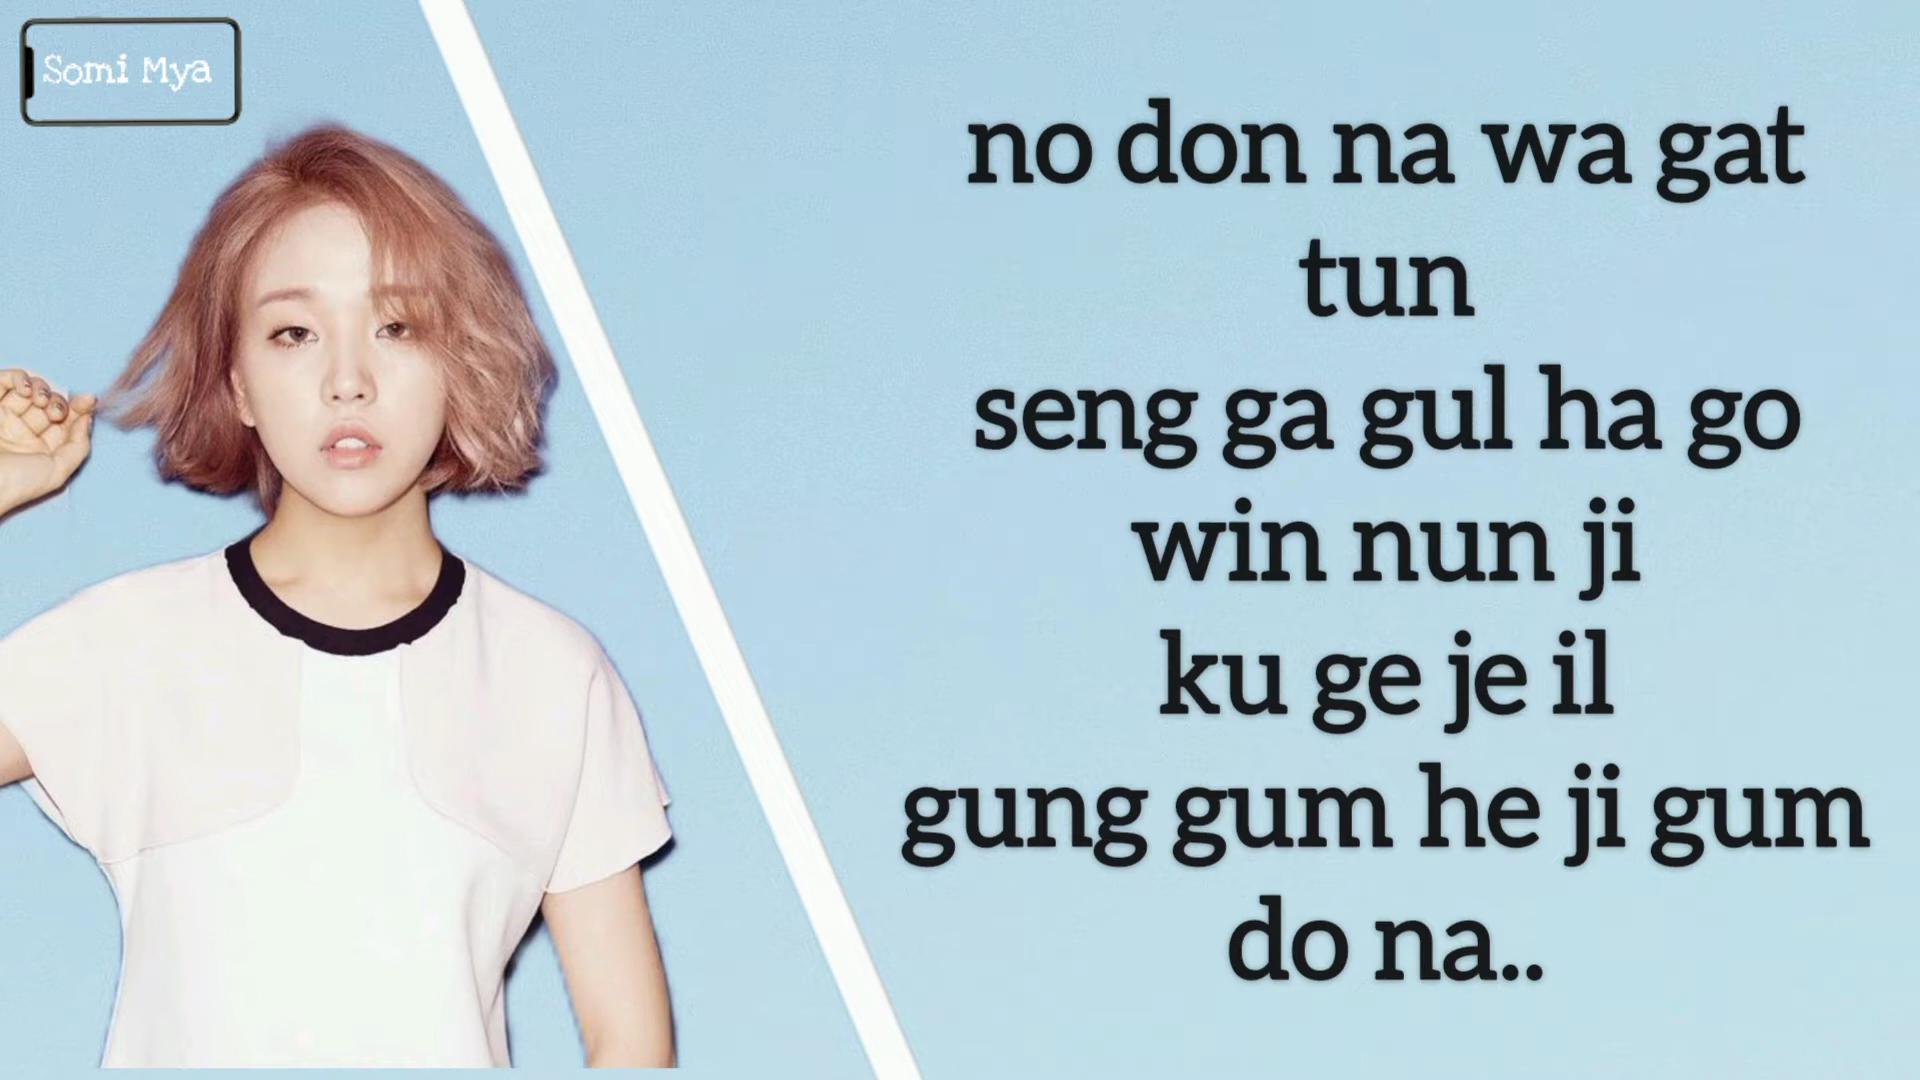 Somi Mya
no don na wa gat
tun
seng ga gul ha go
win nun ji
ku ge je il
gung gum he ji gum
do na..